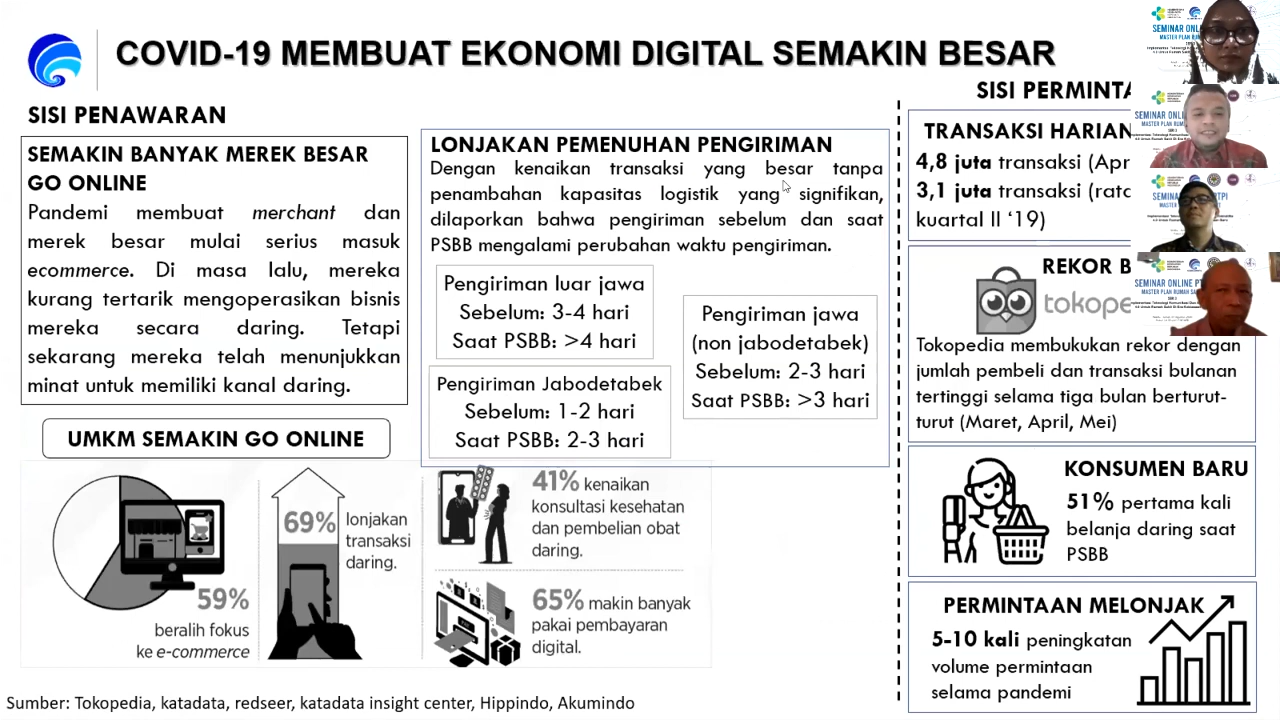 COVID-19 MEMBUAT EKONOMI DIGITAL SEMAKIN BESAR
SISI PENAWARAN
SEMAKIN BANYAK MEREK BESAR
GO ONLINE
Pandemi membuat merchant dan
merek besar mulai serius masuk
ecommerce. Di masa lalu, mereka
kurang tertarik mengoperasikan bisnis
mereka secara daring. Tetapi
sekarang mereka telah menunjukkan
minat untuk memiliki kanal daring.
UMKM SEMAKIN GO ONLINE
59%
beralih fokus
ke e-commerce
69%
lonjakan
transaksi
daring.
41% kenaikan
konsultasi kesehatan
dan pembelian obat
daring.
65% makin banyak
pakai pembayaran
digital.
LONJAKAN PEMENUHAN PENGIRIMAN
Dengan kenaikan transaksi yang besar tanpa
penambahan kapasitas logistik yang signifikan,
dilaporkan bahwa pengiriman sebelum dan saat
PSBB mengalami perubahan waktu pengiriman.
Pengiriman luar jawa
Sebelum: 3-4 hari
Saat PSBB: >4 hari
Pengiriman Jabodetabek
Sebelum: 1-2 hari
Saat PSBB: 2-3 hari
Pengiriman jawa
(non jabodetabek)
Sebelum: 2-3 hari
Saat PSBB: >3 hari
SISI PERMINTA
TRANSAKSI HARIAN
4,8 juta transaksi (Apr
3,1 juta transaksi (rata
kuartal II ‘19)
REKOR B
tokope
Tokopedia membukukan rekor dengan
jumlah pembeli dan transaksi bulanan
tertinggi selama tiga bulan berturut-
turut (Maret, April, Mei)
KONSUMEN BARU
51% pertama kali
belanja daring saat
PSBB
PERMINTAAN MELONJAK
5-10 kali peningkatan
volume permintaan
selama pandemi
Sumber: Tokopedia, katadata, redseer, katadata insight center, Hippindo, Akumindo
SEMINAR ONLINE PT